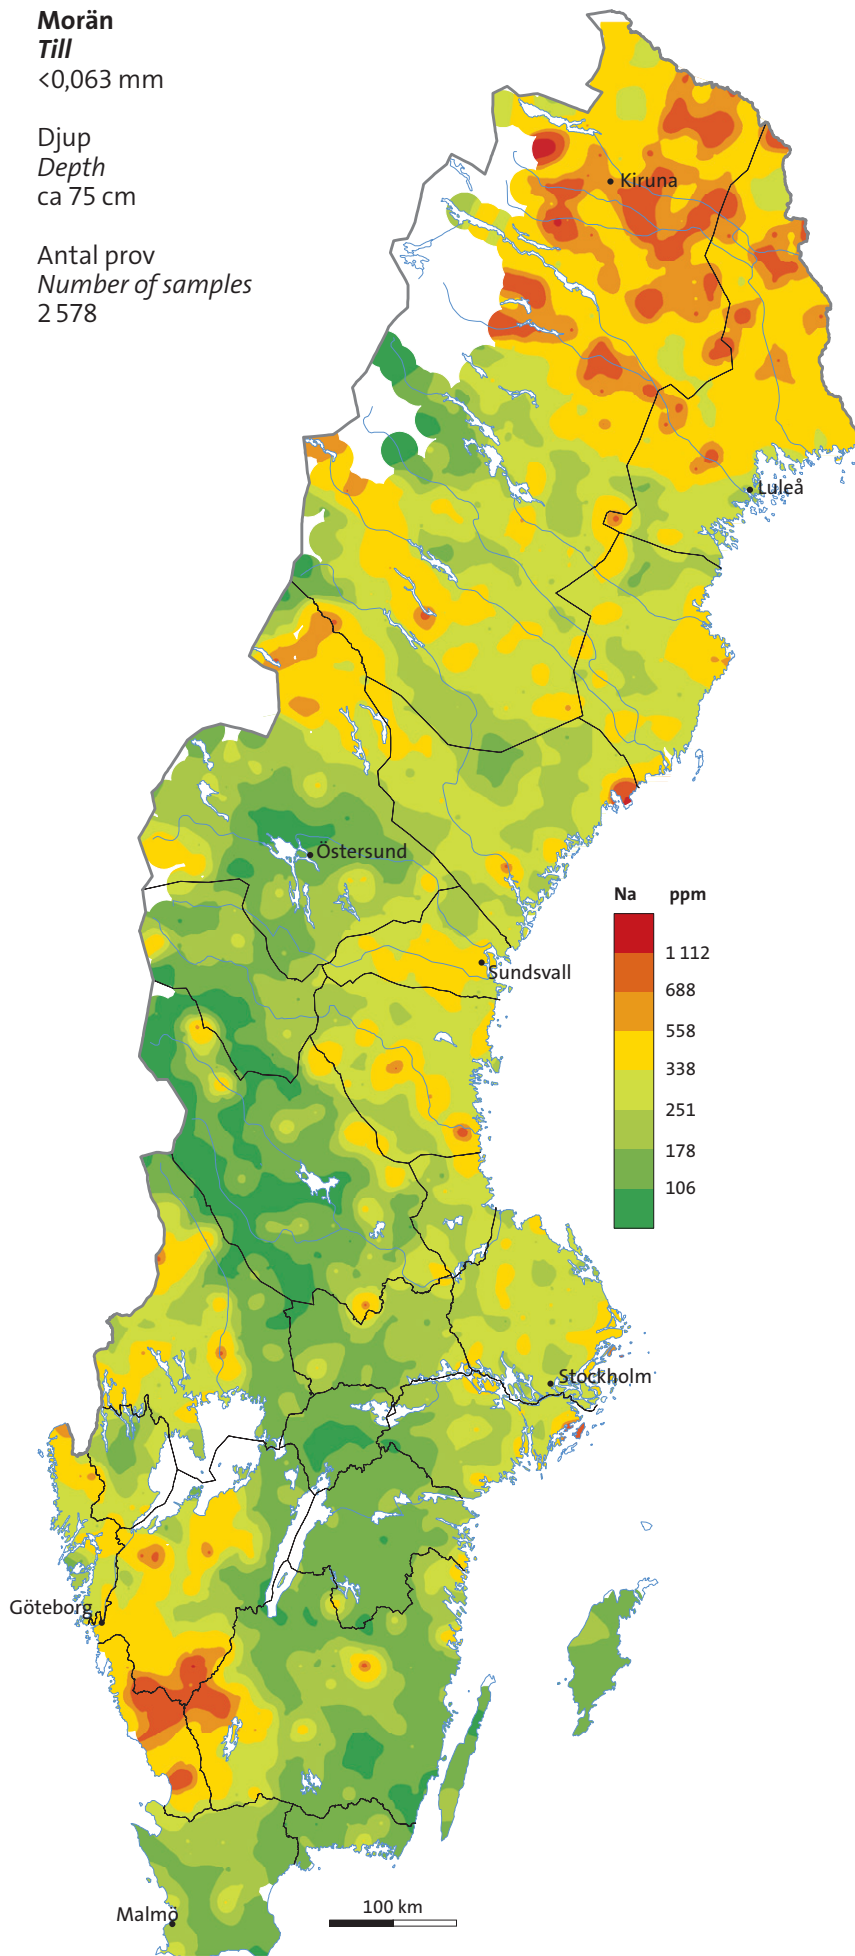 Morän
Till
<0,063 mm
Djup
Depth
ca 75 cm
Antal prov
Number of samples
2 578
Kiruna
Luleå
Östersund
Na ppm
1 112
688
558
338
251
178
106
Sundsvall
Stockholm
Göteborg
100 km
Malmö